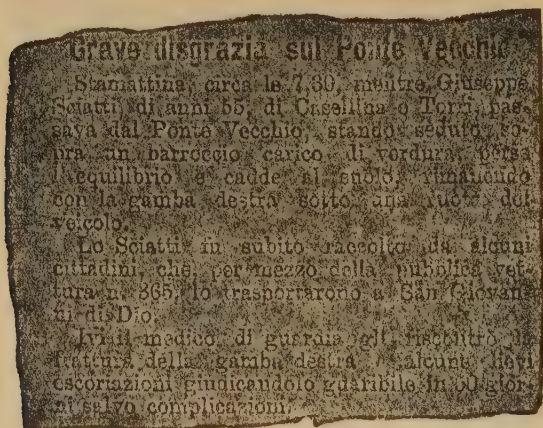 Grave disgrazia sul Ponte Vecchio
Stamattina, circa le 7,30, mentre Giuseppe
Sciatti, di anni 55, di Casellina e Torri, pas-
sava dal Ponte Vecchio, stando seduto so-
pra un barroccio carico di verdura, perse
l'equilibrio e cadde al suolo, rimanendo
con la gamba destra sotto una ruota del
veicolo.
Lo Sciatti fu subito raccolto da alcuni
cittadini, che, per mezzo della pubblica vet-
tura n. 365, lo trasportarono a San Giovan-
ni di Dio.
Ivi il medico di guardia gli riscontrò la
frattura della gamba destra e alcune lievi
escoriazioni giudicandolo guaribile in 50 gior-
ni salvo complicazioni.